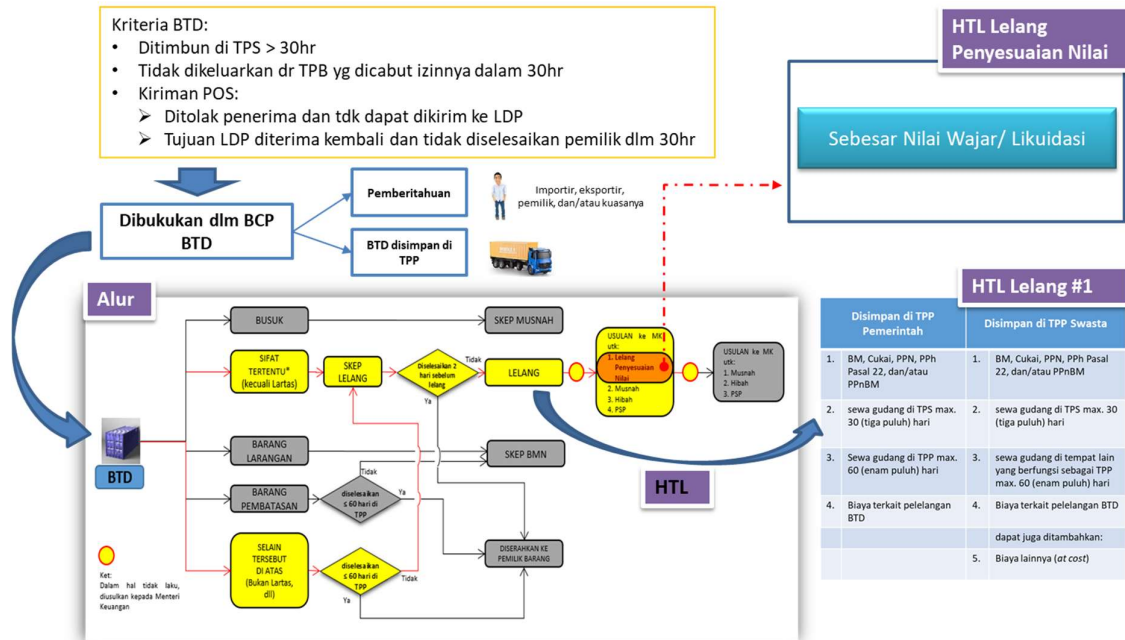 Kriteria BTD:
• Ditimbun di TPS > 30hr
• Tidak dikeluarkan dr TPB yg dicabut izinnya dalam 30hr
• Kiriman POS:
➢ Ditolak penerima dan tdk dapat dikirim ke LDP
➢ Tujuan LDP diterima kembali dan tidak diselesaikan pemilik dlm 30hr
HTL Lelang
Penyesuaian Nilai
Sebesar Nilai Wajar/ Likuidasi
Dibukukan dlm BCP
BTD
Pemberitahuan
Importir, eksportir,
pemilik, dan/atau kuasanya
BTD disimpan di
TPP
Alur
BTD
BUSUK
SKEP MUSNAH
SIFAT
TERTENTU*
(kecuali Lartas)
SKEP
LELANG
Diselesaikan 2
hari sebelum
lelang
Tidak
Ya
LELANG
USULAN ke MK
utk:
1. Lelang
Penyesuaian
Nilai
2. Musnah
3. Hibah
4. PSP
USULAN ke MK
utk:
1. Musnah
2. Hibah
3. PSP
BARANG
LARANGAN
SKEP BMN
Tidak
BARANG
PEMBATASAN
diselesaikan
≤ 60 hari di
TPP
Ya
SELAIN
TERSEBUT
DI ATAS
(Bukan Lartas,
dll)
diselesaikan
≤ 60 hari di
TPP
Tidak
Ya
DISERAHKAN KE
PEMILIK BARANG
Ket:
Dalam hal tidak laku,
diusulkan kepada Menteri
Keuangan
HTL
HTL Lelang #1
Disimpan di TPP
Pemerintah
Disimpan di TPP Swasta
1. BM, Cukai, PPN, PPh
Pasal 22, dan/atau
PPnBM
1. BM, Cukai, PPN, PPh Pasal
22, dan/atau PPnBM
2. sewa gudang di TPS max.
30 (tiga puluh) hari
2. sewa gudang di TPS max. 30
(tiga puluh) hari
3. Sewa gudang di TPP max.
60 (enam puluh) hari
3. sewa gudang di tempat lain
yang berfungsi sebagai TPP
max. 60 (enam puluh) hari
4. Biaya terkait pelelangan
BTD
4. Biaya terkait pelelangan BTD
dapat juga ditambahkan:
5. Biaya lainnya (at cost)